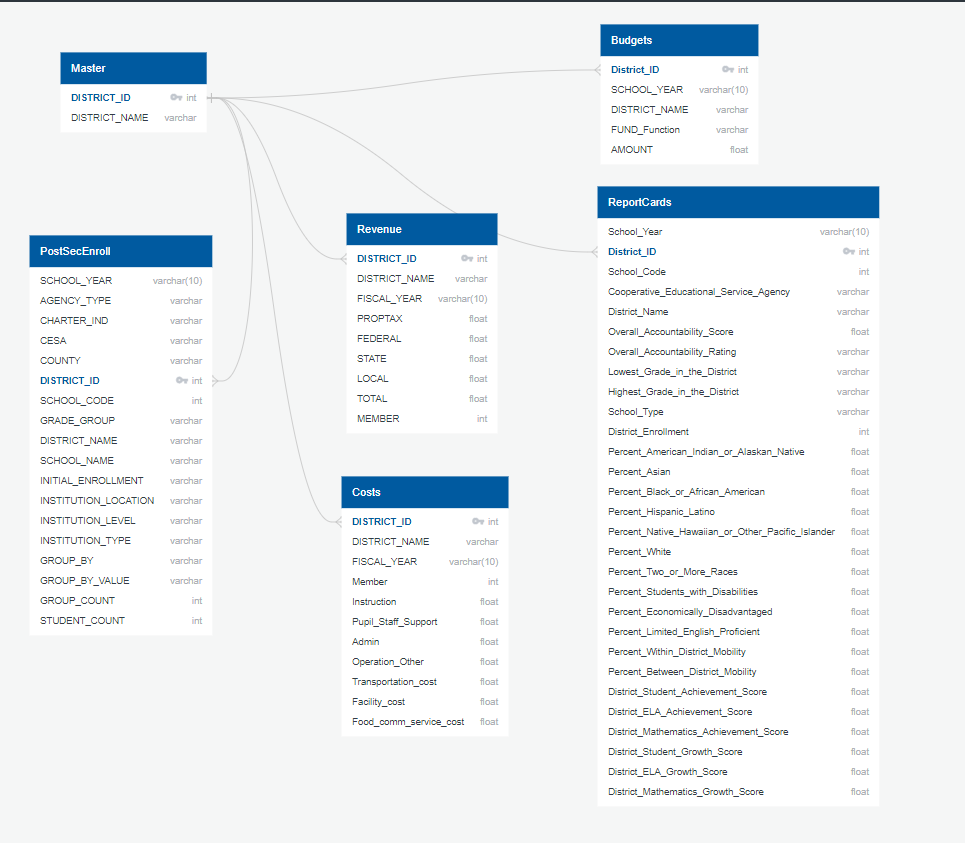 Master
DISTRICT_ID int
DISTRICT_NAME varchar
Budgets
District_ID int
SCHOOL_YEAR varchar(10)
DISTRICT_NAME varchar
FUND_Function varchar
AMOUNT float
PostSecEnroll
SCHOOL_YEAR varchar(10)
AGENCY_TYPE varchar
CHARTER_IND varchar
CESA varchar
COUNTY varchar
DISTRICT_ID int
SCHOOL_CODE int
GRADE_GROUP varchar
DISTRICT_NAME varchar
SCHOOL_NAME varchar
INITIAL_ENROLLMENT varchar
INSTITUTION_LOCATION varchar
INSTITUTION_LEVEL varchar
INSTITUTION_TYPE varchar
GROUP_BY varchar
GROUP_BY_VALUE varchar
GROUP_COUNT int
STUDENT_COUNT int
Revenue
DISTRICT_ID int
DISTRICT_NAME varchar
FISCAL_YEAR varchar(10)
PROPTAX float
FEDERAL float
STATE float
LOCAL float
TOTAL float
MEMBER int
Costs
DISTRICT_ID int
DISTRICT_NAME varchar
FISCAL_YEAR varchar(10)
Member int
Instruction float
Pupil_Staff_Support float
Admin float
Operation_Other float
Transportation_cost float
Facility_cost float
Food_comm_service_cost float
ReportCards
School_Year varchar(10)
District_ID int
School_Code int
Cooperative_Educational_Service_Agency varchar
District_Name varchar
Overall_Accountability_Score float
Overall_Accountability_Rating varchar
Lowest_Grade_in_the_District varchar
Highest_Grade_in_the_District varchar
School_Type varchar
District_Enrollment int
Percent_American_Indian_or_Alaskan_Native float
Percent_Asian float
Percent_Black_or_African_American float
Percent_Hispanic_Latino float
Percent_Native_Hawaiian_or_Other_Pacific_Islander float
Percent_White float
Percent_Two_or_More_Races float
Percent_Students_with_Disabilities float
Percent_Economically_Disadvantaged float
Percent_Limited_English_Proficient float
Percent_Within_District_Mobility float
Percent_Between_District_Mobility float
District_Student_Achievement_Score float
District_ELA_Achievement_Score float
District_Mathematics_Achievement_Score float
District_Student_Growth_Score float
District_ELA_Growth_Score float
District_Mathematics_Growth_Score float